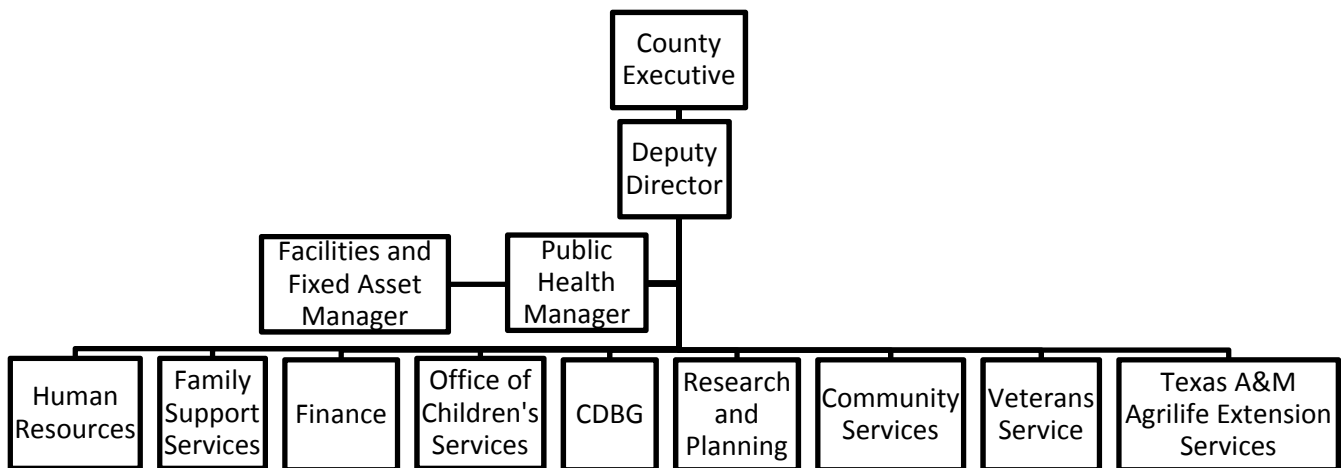 County
Executive
Deputy
Director
Facilities and
Fixed Asset
Manager
Public
Health
Manager
Human
Resources
Family
Support
Services
Finance
Office of
Children's
Services
CDBG
Research
and
Planning
Community
Services
Veterans
Service
Texas A&M
Agrilife Extension
Services